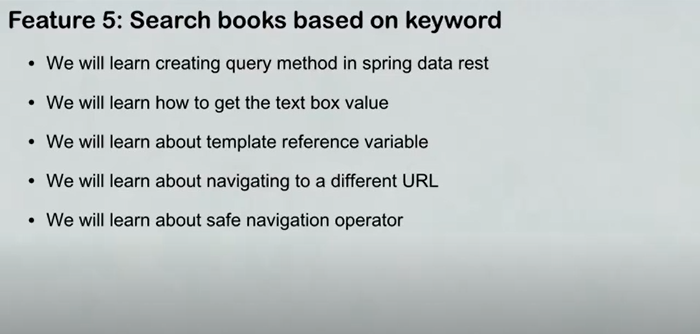 Feature 5: Search books based on keyword
• We will learn creating query method in spring data rest
• We will learn how to get the text box value
• We will learn about template reference variable
• We will learn about navigating to a different URL
• We will learn about safe navigation operator